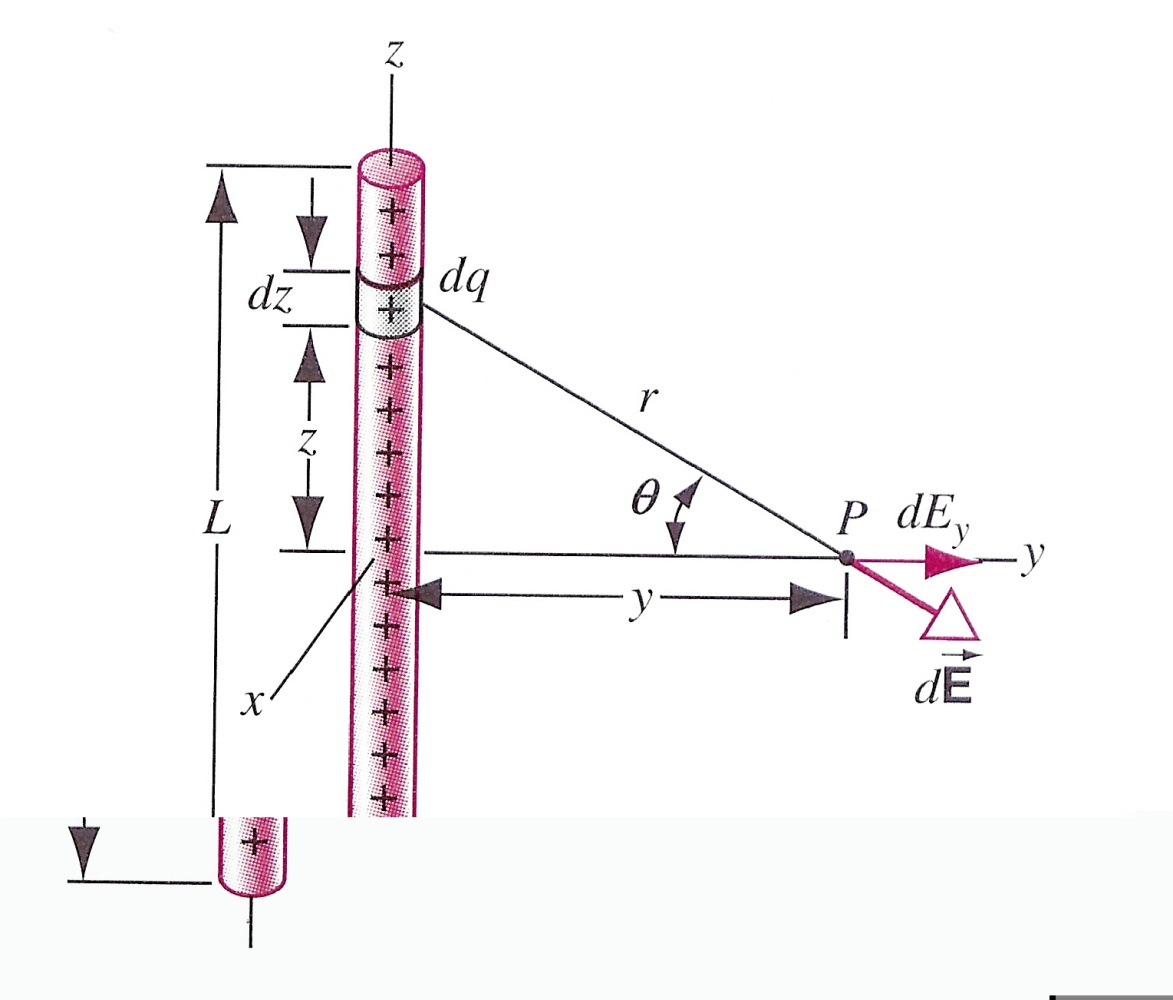 z
+
+
dz
+
dq
+
+
r
+
z
+
θ
L
+
P
dE_y
y
+
y
+
x
+
dE⃗
+
+
+
+